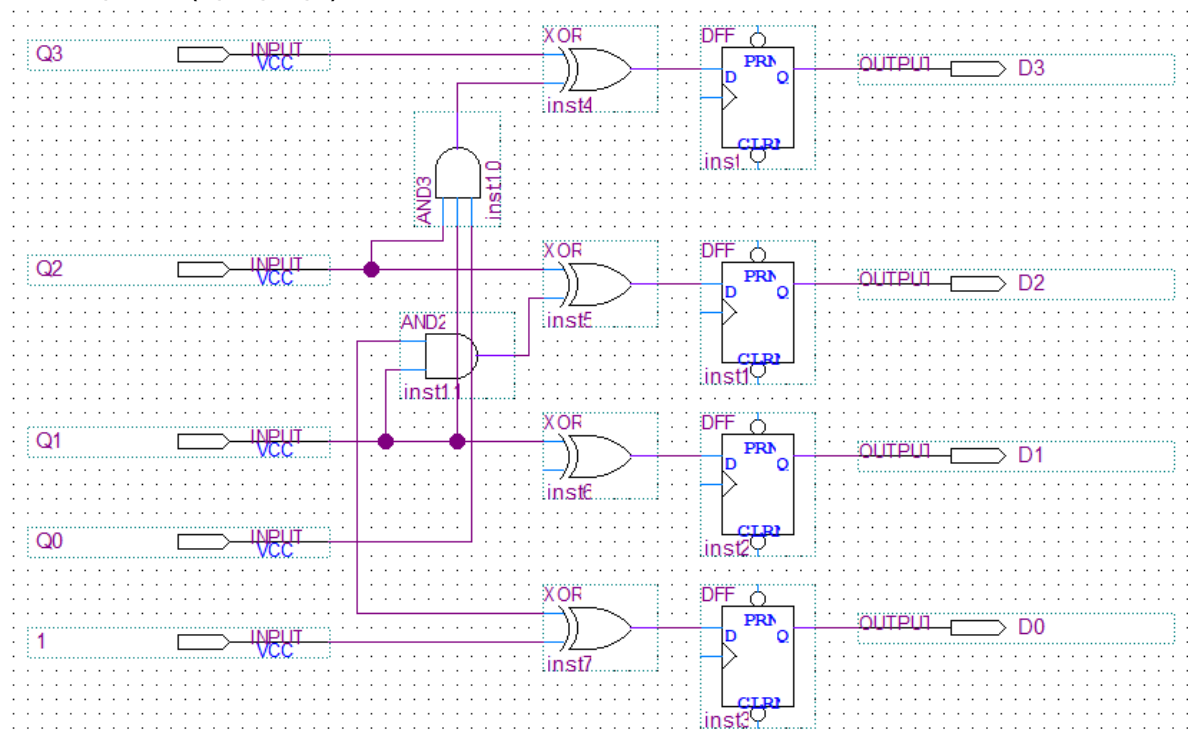 XOR DFF
Q3 INPUT VCC PRN D Q OUTPUT D3
inst4 CLRN
inst
AND3 inst10
XOR DFF
Q2 INPUT VCC PRN D Q OUTPUT D2
AND2 inst5 CLRN
inst11 inst1
XOR DFF
Q1 INPUT VCC PRN D Q OUTPUT D1
inst6 CLRN
Q0 INPUT VCC inst2
XOR DFF
1 INPUT VCC PRN D Q OUTPUT D0
inst7 CLRN
inst3